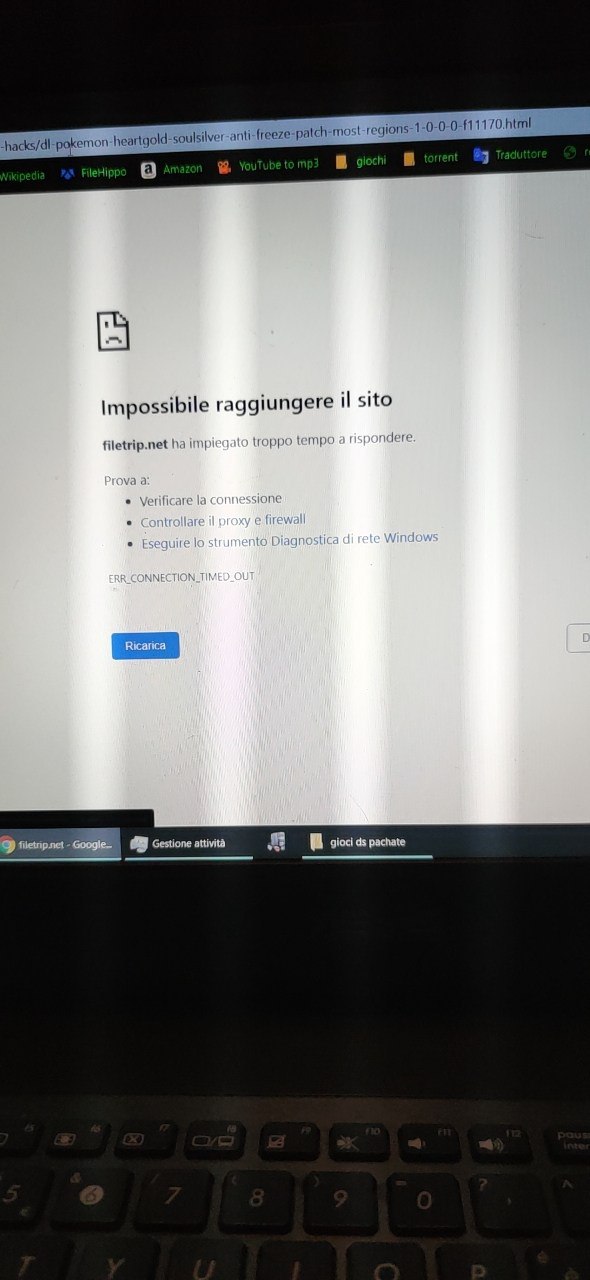 -hacks/dl-pokemon-heartgold-soulsilver-anti-freeze-patch-most-regions-1-0-0-0-f11170.html
Wikipedia FileHippo a Amazon YouTube to mp3 giochi torrent Traduttore
Impossibile raggiungere il sito
filetrip.net ha impiegato troppo tempo a rispondere.
Prova a:
• Verificare la connessione
• Controllare il proxy e firewall
• Eseguire lo strumento Diagnostica di rete Windows
ERR_CONNECTION_TIMED_OUT
Ricarica D
filetrip.net - Google... Gestione attività gioci ds pachate
f5 f6 f7 f8 f9 f10 f11 f12 paus
inter
5 € & 6 / 7 ( 8 ) 9 = 0 ? ' ^
T Y U I O P